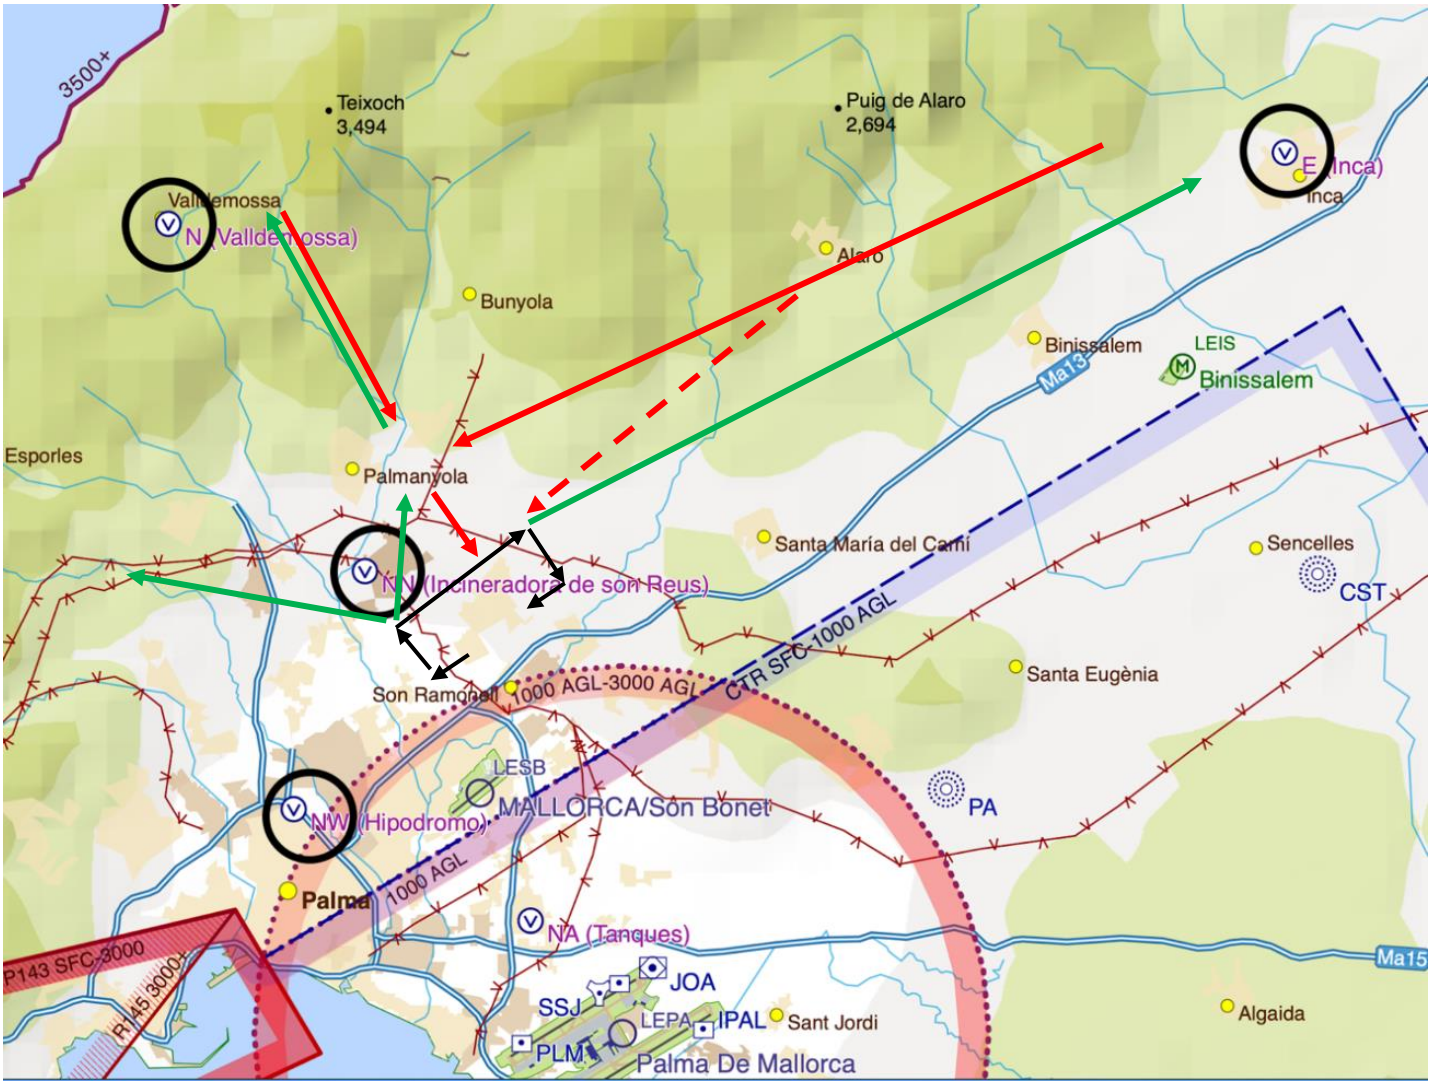 3500+
Teixoch
3,494
Puig de Alaro
2,694
V
E (Inca)
Inca
Valldemossa
V
N (Valldemossa)
Alaro
Bunyola
Binissalem
LEIS
M
Binissalem
Ma13
Esporles
Palmanyola
Santa María del Camí
Sencelles
V
NN (Incineradora de són Reus)
CST
CTR SFC-1000 AGL
Santa Eugènia
Son Ramonell
1000 AGL-3000 AGL
LESB
MALLORCA/Son Bonet
PA
V
NW (Hipodromo)
1000 AGL
Palma
V
NA (Tanques)
P143 SFC-3000
R145 3000+
Ma15
JOA
SSJ
LEPA
IPAL
Sant Jordi
Algaida
PLM
Palma De Mallorca